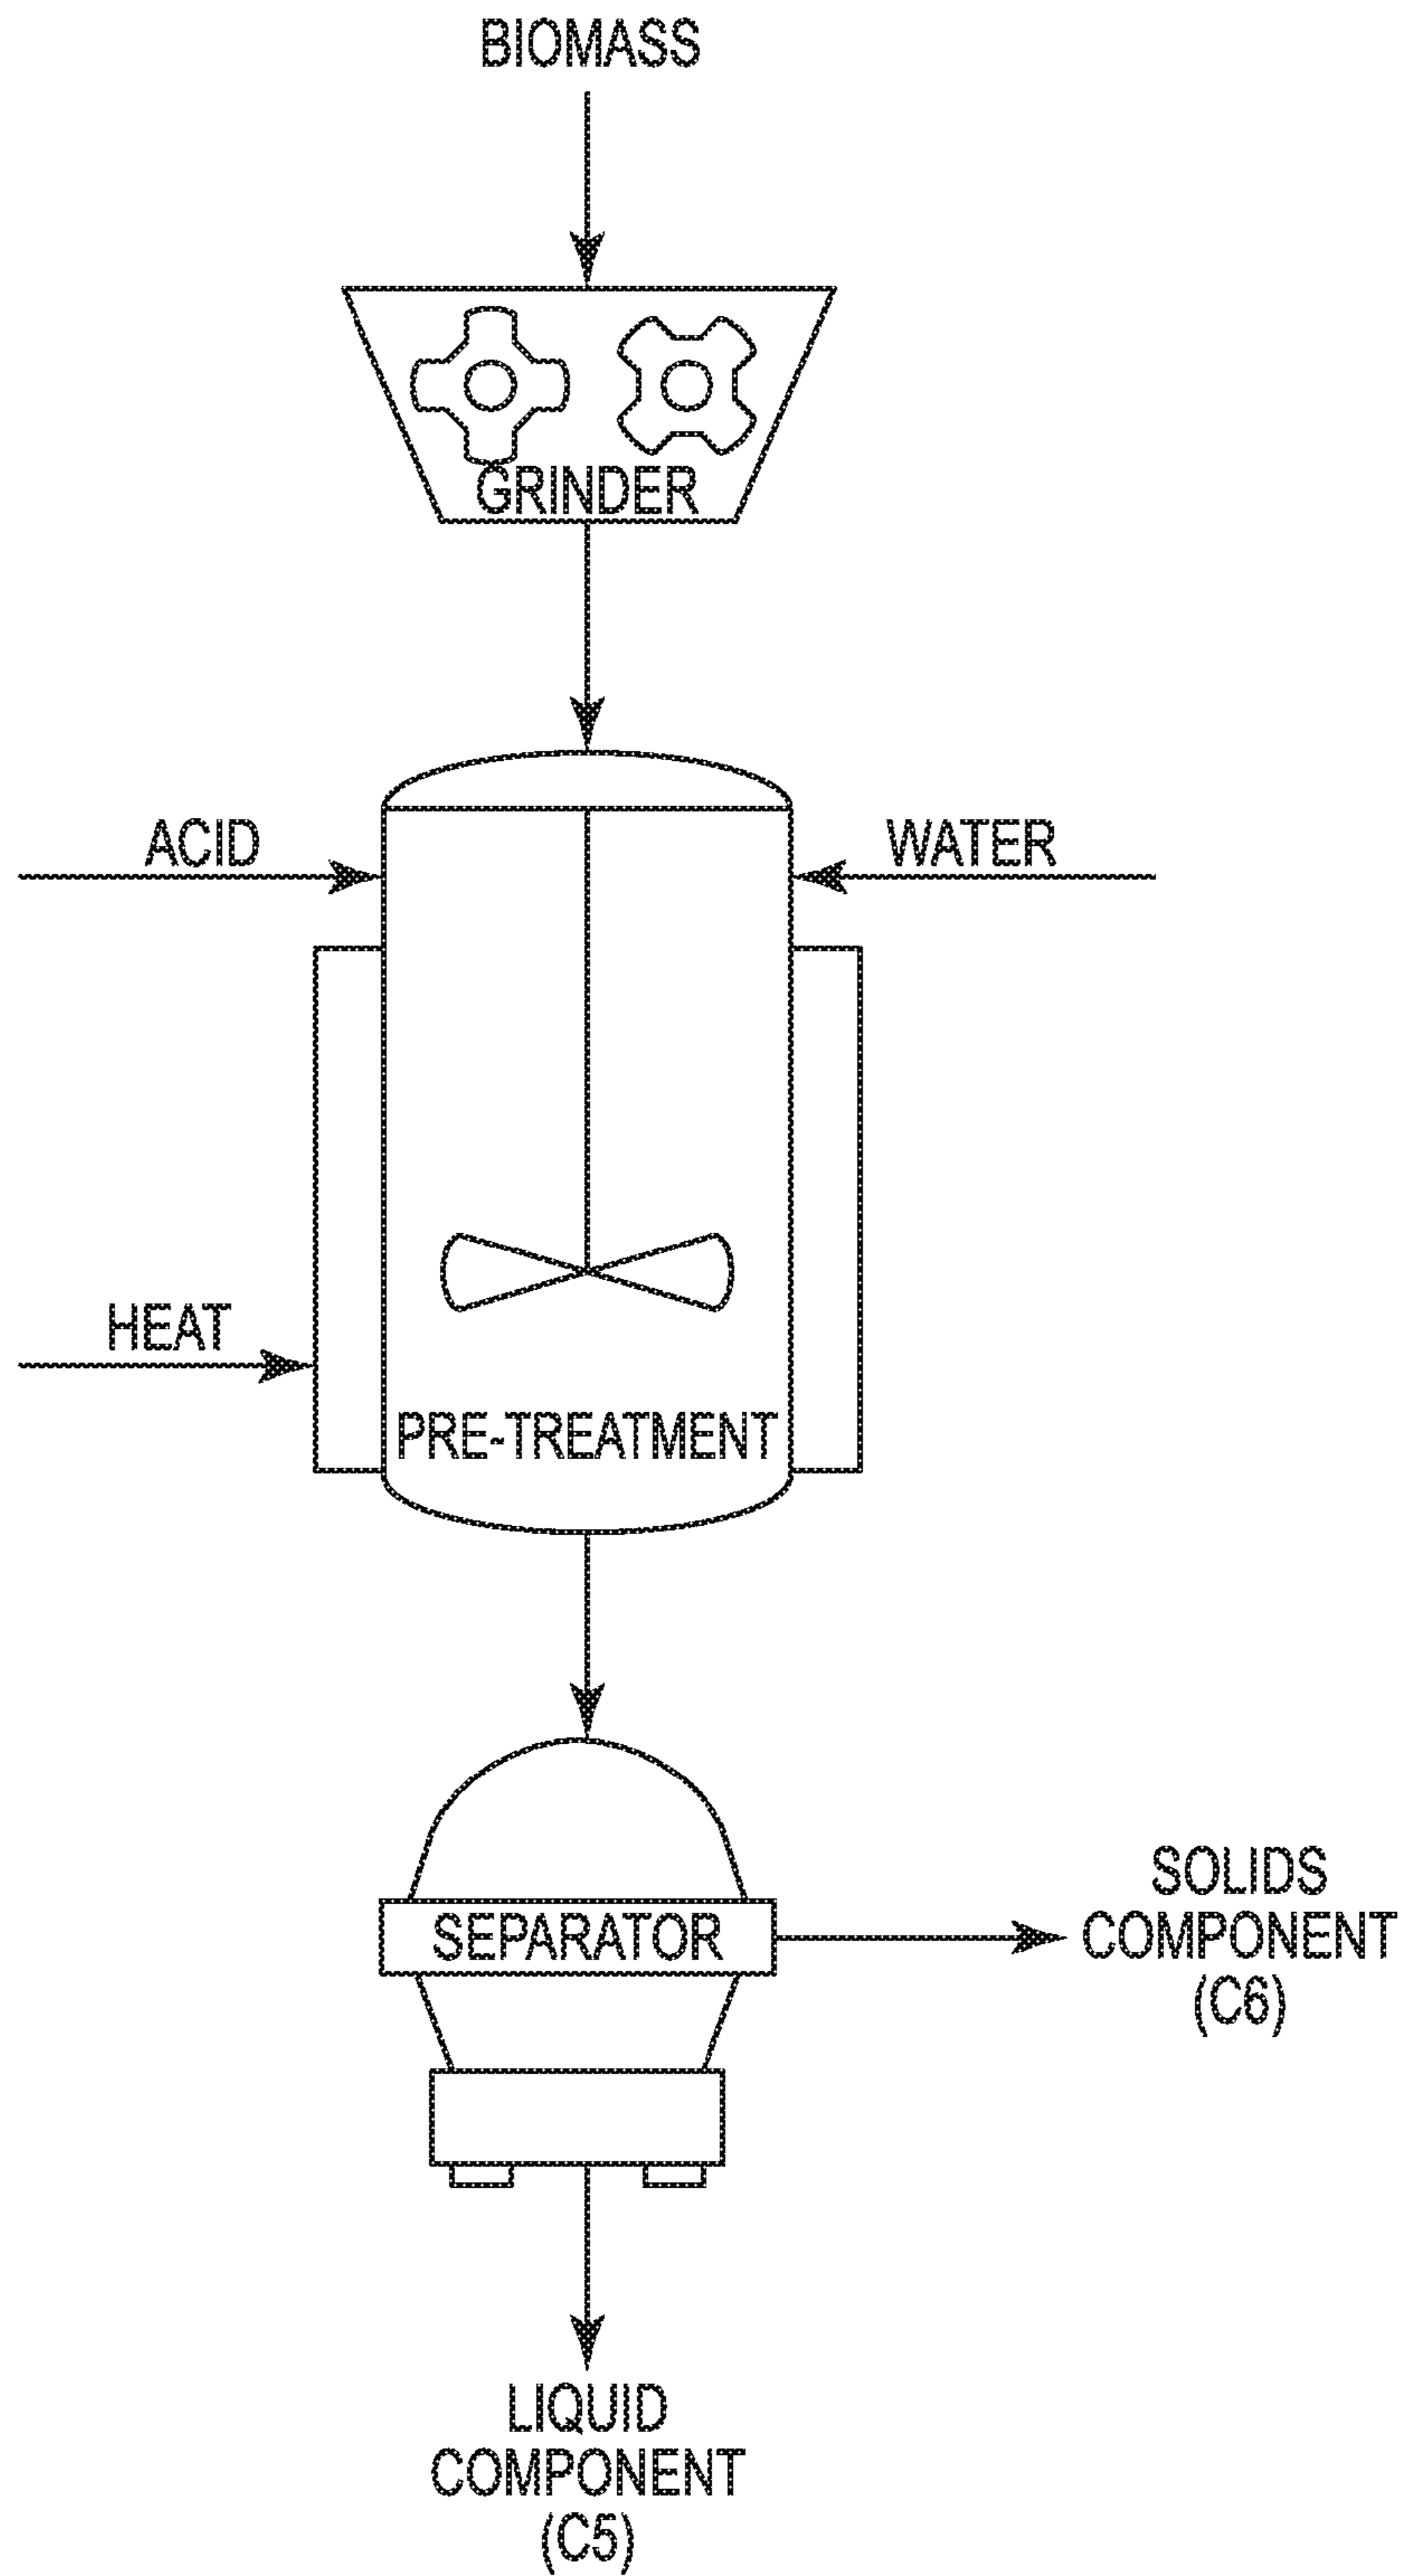 BIOMASS
GRINDER
ACID
WATER
HEAT
PRE-TREATMENT
SEPARATOR
SOLIDS
COMPONENT
(C6)
LIQUID
COMPONENT
(C5)